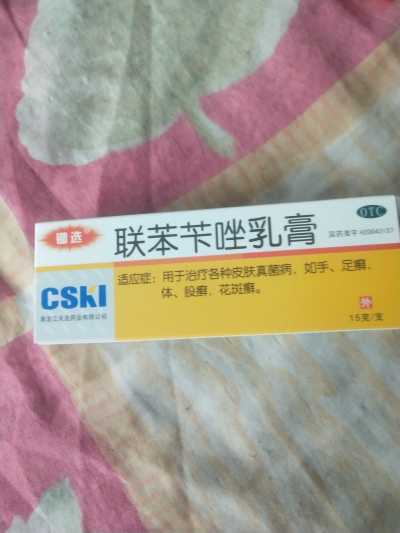 OTC
联苯苄唑乳膏
适应症：用于治疗各种皮肤真菌病，如手、足癣，
体、股癣，花斑癣。
CSKI
外
15克/支